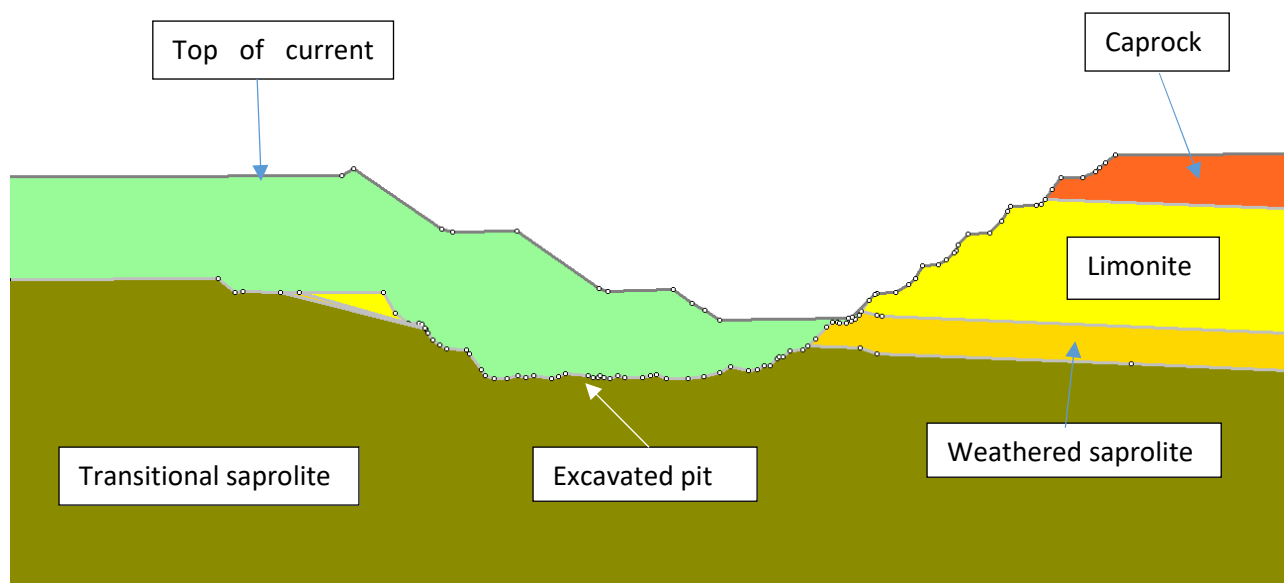 Top of current
Caprock
Limonite
Weathered saprolite
Transitional saprolite
Excavated pit